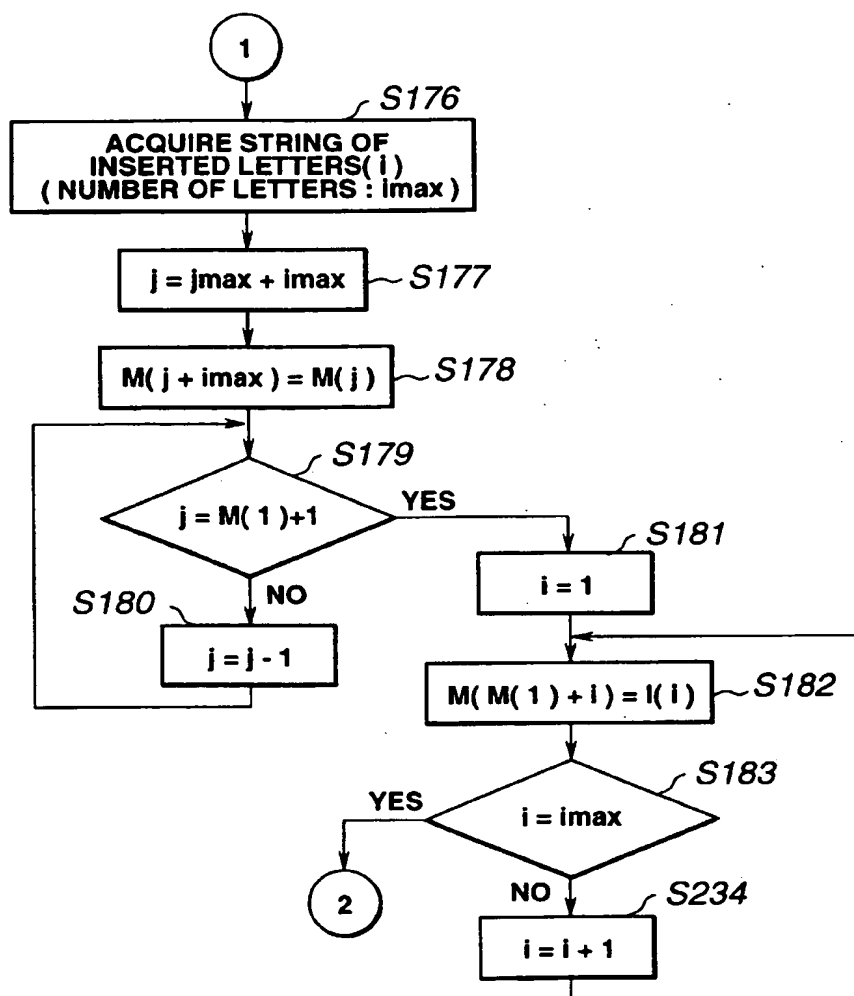 1
S176
ACQUIRE STRING OF
INSERTED LETTERS( i )
( NUMBER OF LETTERS : imax )
j = jmax + imax
S177
M( j + imax ) = M( j )
S178
S179
j = M( 1 )+1
YES
NO
S180
j = j - 1
S181
i = 1
M( M( 1 ) + i ) = I( i )
S182
S183
i = imax
YES
2
NO
S234
i = i + 1